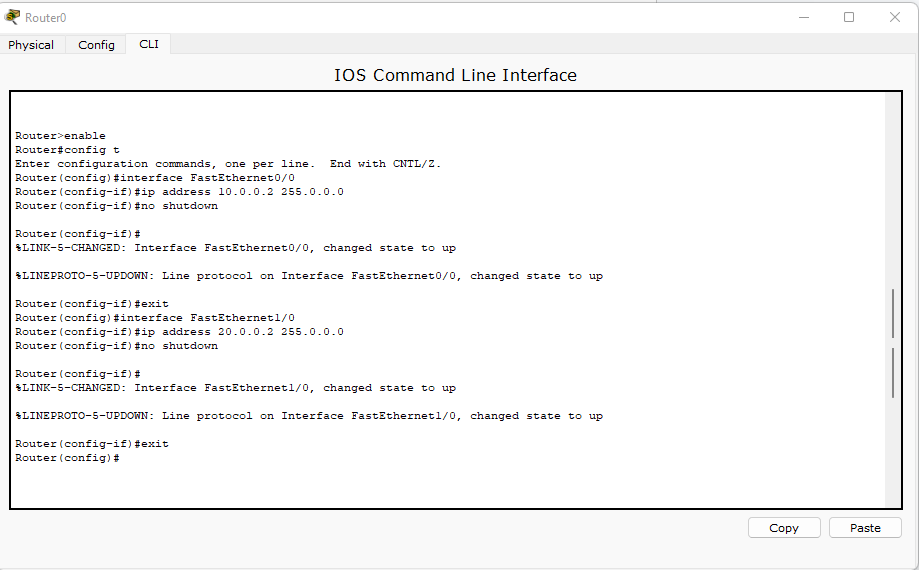 Router0
Physical Config CLI
IOS Command Line Interface
Router>enable
Router#config t
Enter configuration commands, one per line.  End with CNTL/Z.
Router(config)#interface FastEthernet0/0
Router(config-if)#ip address 10.0.0.2 255.0.0.0
Router(config-if)#no shutdown
Router(config-if)#
%LINK-5-CHANGED: Interface FastEthernet0/0, changed state to up
%LINEPROTO-5-UPDOWN: Line protocol on Interface FastEthernet0/0, changed state to up
Router(config-if)#exit
Router(config)#interface FastEthernet1/0
Router(config-if)#ip address 20.0.0.2 255.0.0.0
Router(config-if)#no shutdown
Router(config-if)#
%LINK-5-CHANGED: Interface FastEthernet1/0, changed state to up
%LINEPROTO-5-UPDOWN: Line protocol on Interface FastEthernet1/0, changed state to up
Router(config-if)#exit
Router(config)#
Copy Paste